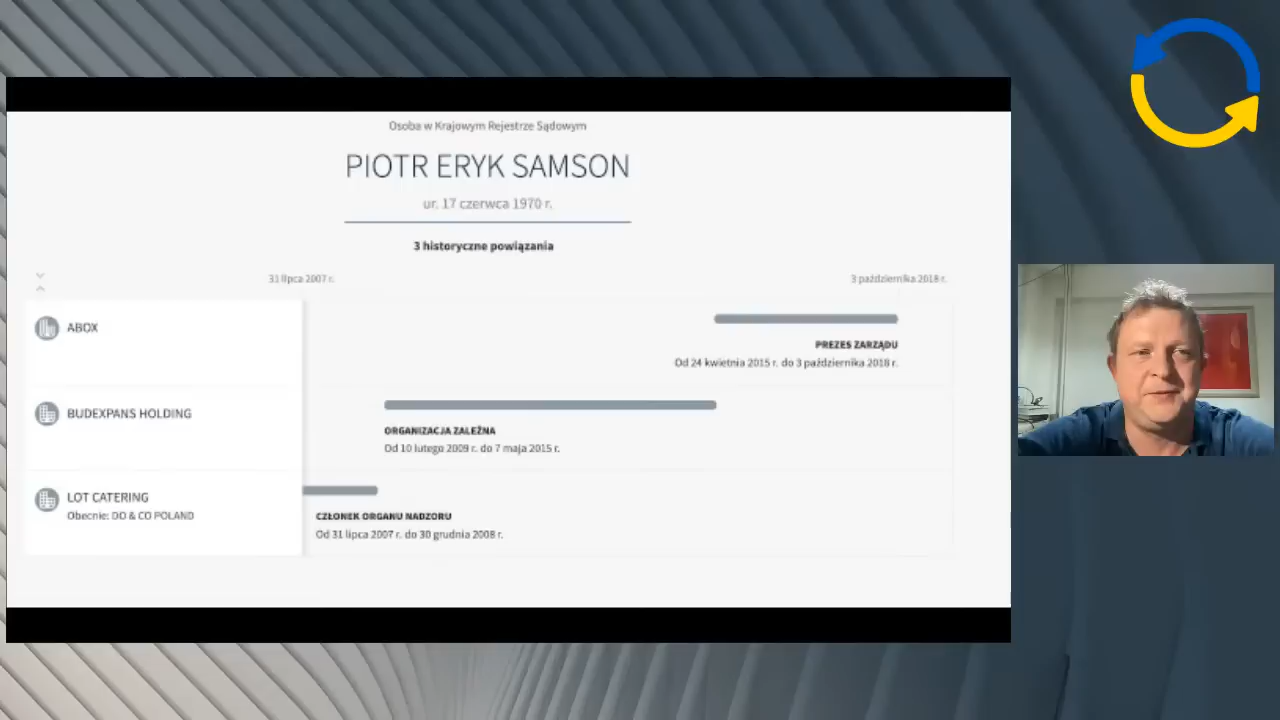 Osoba w Krajowym Rejestrze Sądowym
PIOTR ERYK SAMSON
ur. 17 czerwca 1970 r.
3 historyczne powiązania
31 lipca 2007 r.
3 października 2018 r.
ABOX
PREZES ZARZĄDU
Od 24 kwietnia 2015 r. do 3 października 2018 r.
BUDEXPANS HOLDING
ORGANIZACJA ZALEŻNA
Od 10 lutego 2009 r. do 7 maja 2015 r.
LOT CATERING
Obecnie: DO & CO POLAND
CZŁONEK ORGANU NADZORU
Od 31 lipca 2007 r. do 30 grudnia 2008 r.